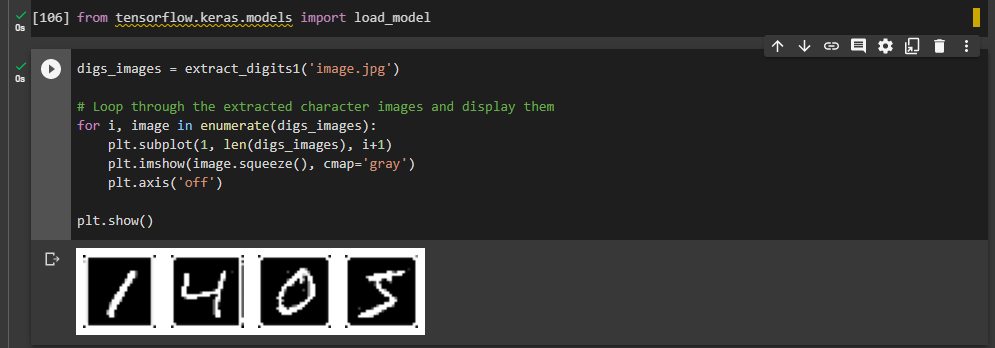 [106] from tensorflow.keras.models import load_model
0s
digs_images = extract_digits1('image.jpg')
0s
# Loop through the extracted character images and display them
for i, image in enumerate(digs_images):
    plt.subplot(1, len(digs_images), i+1)
    plt.imshow(image.squeeze(), cmap='gray')
    plt.axis('off')
plt.show()
1 4 0 5